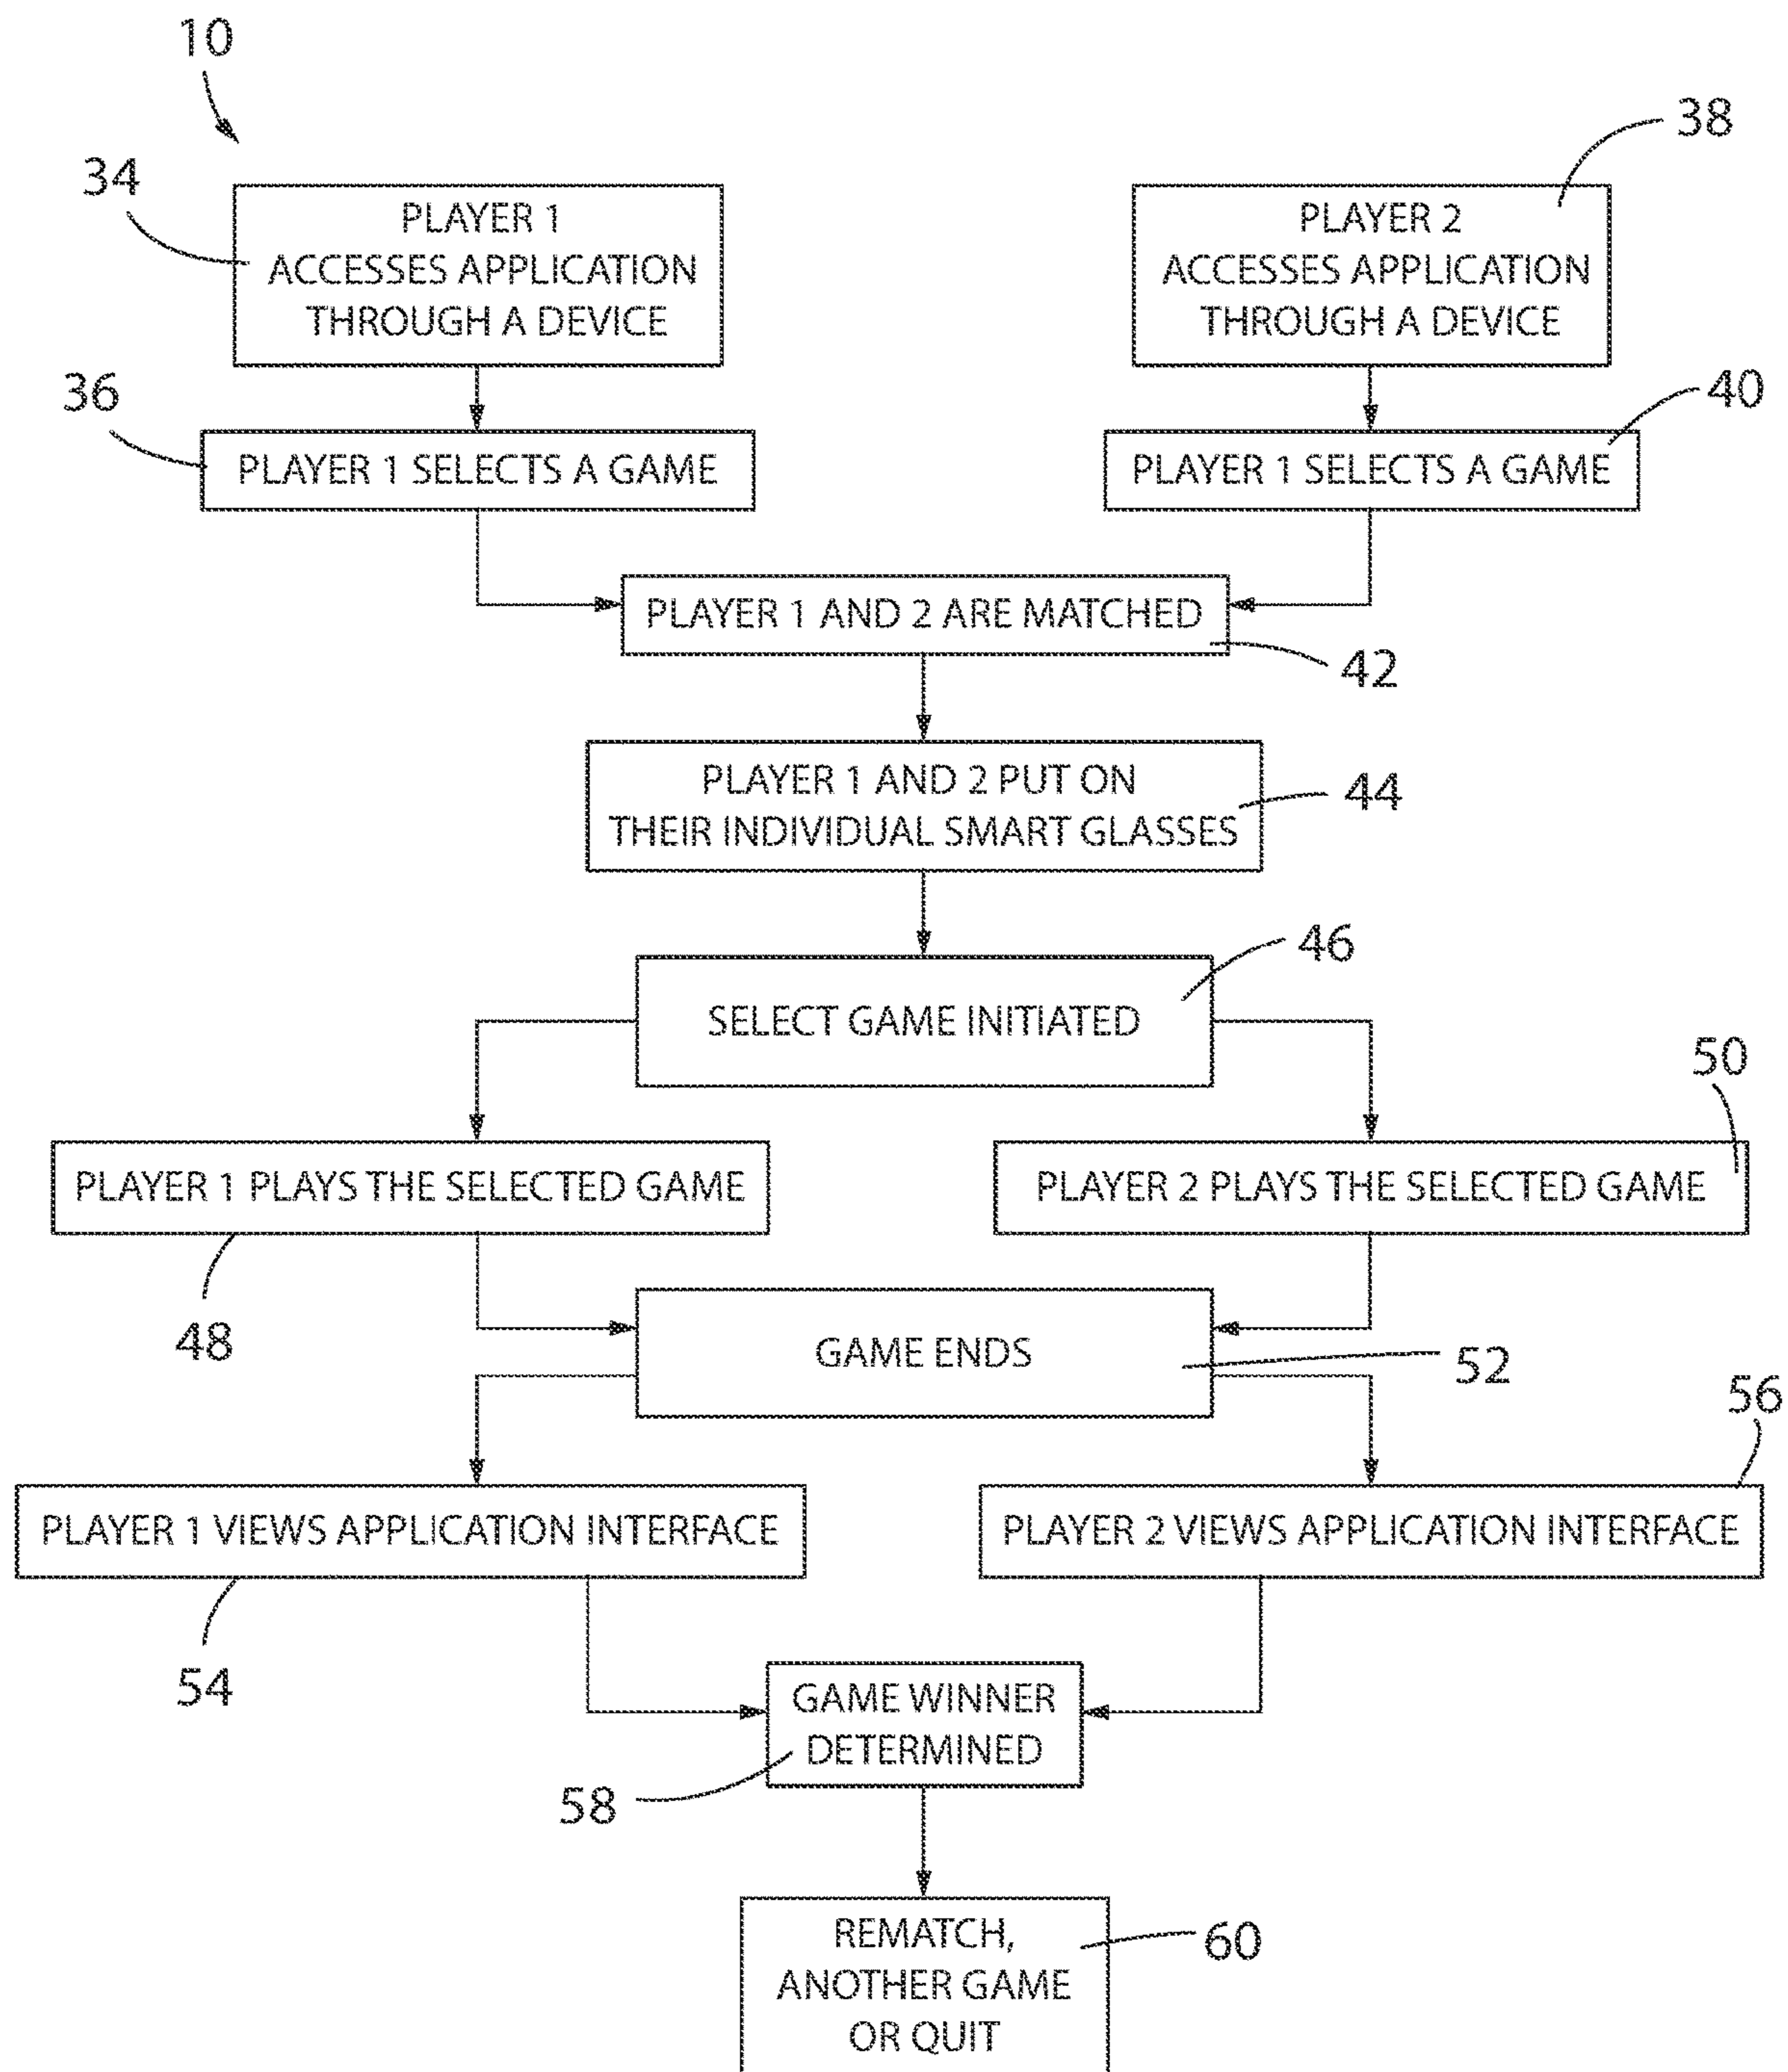 10
38
34
PLAYER 1
ACCESSES APPLICATION
THROUGH A DEVICE
PLAYER 2
ACCESSES APPLICATION
THROUGH A DEVICE
36
40
PLAYER 1 SELECTS A GAME
PLAYER 1 SELECTS A GAME
PLAYER 1 AND 2 ARE MATCHED
42
PLAYER 1 AND 2 PUT ON
THEIR INDIVIDUAL SMART GLASSES
44
46
SELECT GAME INITIATED
50
PLAYER 1 PLAYS THE SELECTED GAME
PLAYER 2 PLAYS THE SELECTED GAME
48
GAME ENDS
52
56
PLAYER 1 VIEWS APPLICATION INTERFACE
PLAYER 2 VIEWS APPLICATION INTERFACE
54
GAME WINNER
DETERMINED
58
REMATCH,
ANOTHER GAME
OR QUIT
60